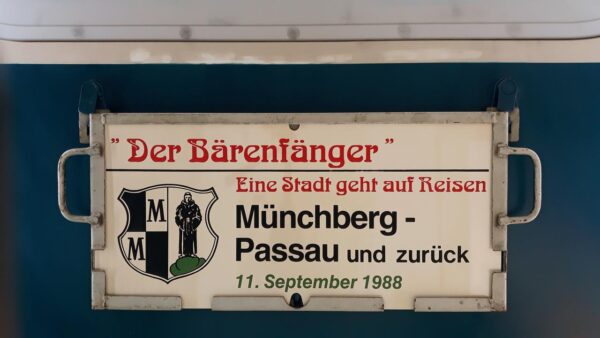 " Der Bärenfänger "
Eine Stadt geht auf Reisen
M
M
Münchberg -
Passau und zurück
11. September 1988